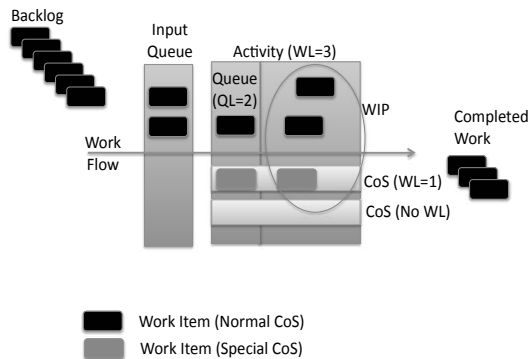 Backlog
Input
Queue
Activity (WL=3)
Queue
(QL=2)
WIP
Completed
Work
Work
Flow
CoS (WL=1)
CoS (No WL)
Work Item (Normal CoS)
Work Item (Special CoS)